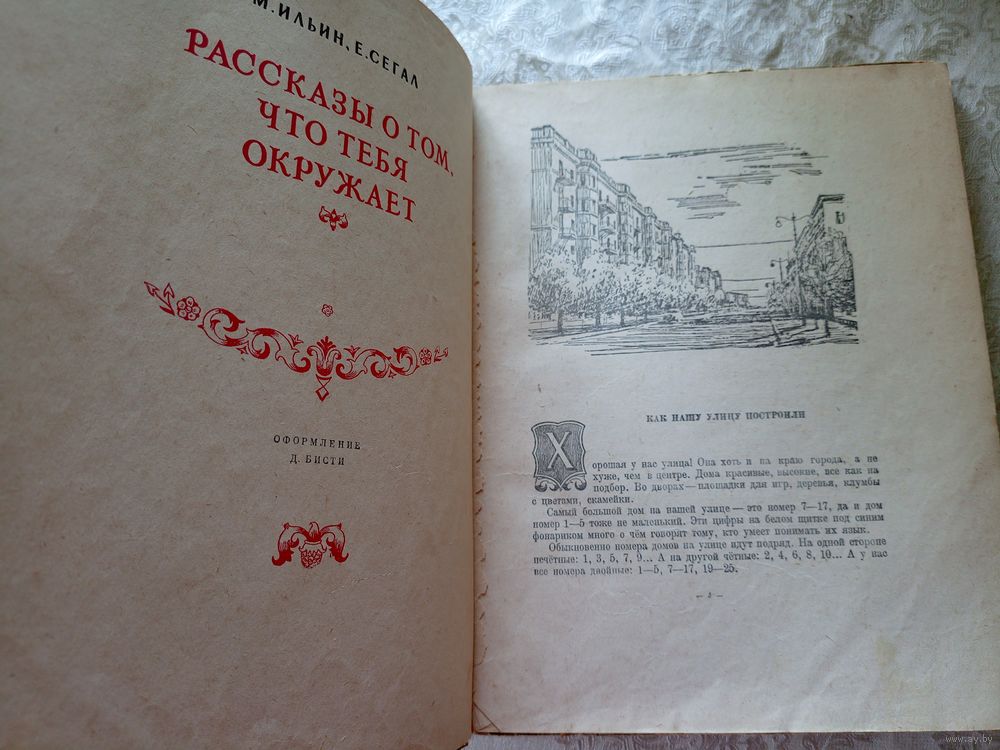 М. ИЛЬИН, Е. СЕГАЛ
РАССКАЗЫ О ТОМ,
ЧТО ТЕБЯ
ОКРУЖАЕТ
ОФОРМЛЕНИЕ
Д. БИСТИ
КАК НАШУ УЛИЦУ ПОСТРОИЛИ
Хорошая у нас улица! Она хоть и на краю города, а не
хуже, чем в центре. Дома красивые, высокие, все как на
подбор. Во дворах — площадки для игр, деревья, клумбы
с цветами, скамейки.
Самый большой дом на нашей улице — это номер 7—17, да и дом
номер 1—5 тоже не маленький. Эти цифры на белом щитке под синим
фонариком много о чём говорят тому, кто умеет понимать их язык.
Обыкновенно номера домов на улице идут подряд. На одной стороне
нечётные: 1, 3, 5, 7, 9... А на другой чётные: 2, 4, 6, 8, 10... А у нас
все номера двойные: 1—5, 7—17, 19—25.
— 3 —
www.ay.by